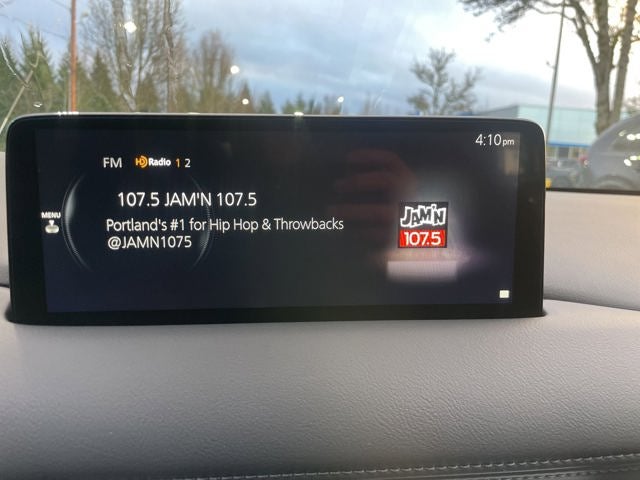 4:10pm
FM HD Radio 1 2
107.5 JAM'N 107.5
MENU
Portland's #1 for Hip Hop & Throwbacks
@JAMN1075
JAM'N
107.5